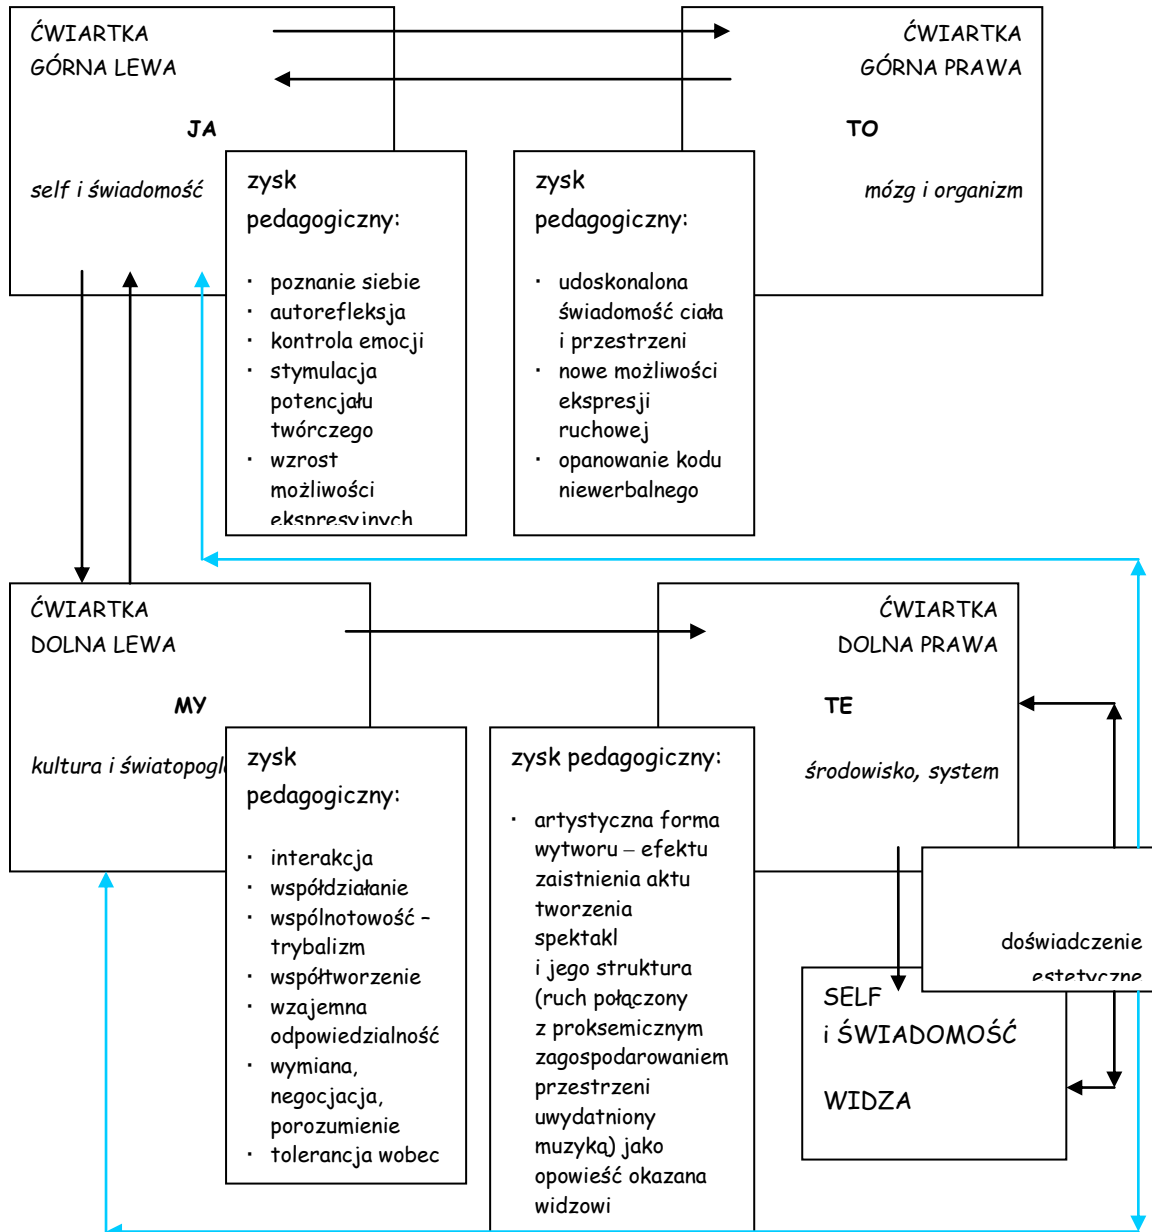 ĆWIARTKA
GÓRNA LEWA
JA
self i świadomość
zysk
pedagogiczny:
· poznanie siebie
· autorefleksja
· kontrola emocji
· stymulacja
potencjału
twórczego
· wzrost
możliwości
ekspresyjnych
ĆWIARTKA
GÓRNA PRAWA
TO
mózg i organizm
zysk
pedagogiczny:
· udoskonalona
świadomość ciała
i przestrzeni
· nowe możliwości
ekspresji
ruchowej
· opanowanie kodu
niewerbalnego
ĆWIARTKA
DOLNA LEWA
MY
kultura i
zysk
pedagogiczny:
· interakcja
· współdziałanie
· wspólnotowość –
trybalizm
· współtworzenie
· wzajemna
odpowiedzialność
· wymiana,
negocjacja,
porozumienie
· tolerancja wobec
ĆWIARTKA
DOLNA PRAWA
TE
środowisko, system
zysk pedagogiczny:
· artystyczna forma
wytworu – efektu
zaistnienia aktu
tworzenia
spektakl
i jego struktura
(ruch połączony
z proksemicznym
zagospodarowaniem
przestrzeni
uwydatniony
muzyką) jako
opowieść okazana
widzowi
doświadczenie
estetyczne
SELF
i ŚWIADOMOŚĆ
WIDZA